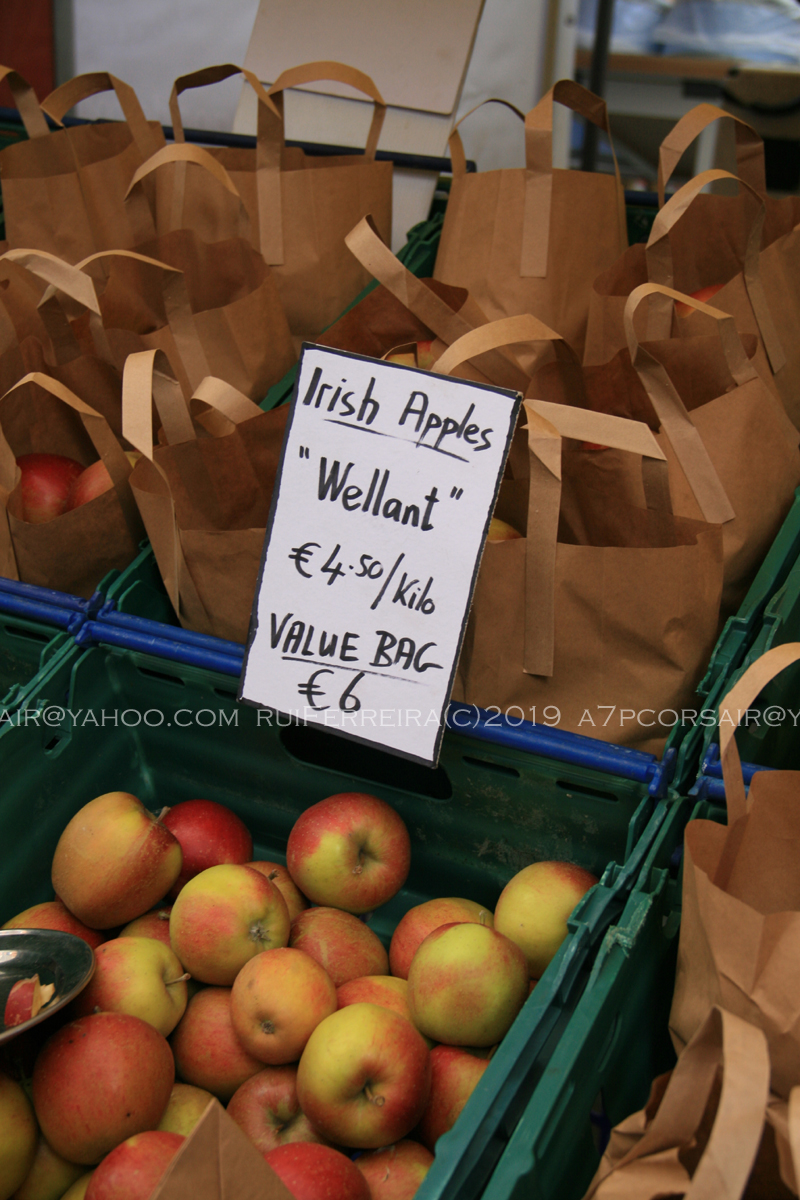 Irish Apples
"Wellant"
€4.50/Kilo
VALUE BAG
€6
AIR@YAHOO.COM RUIFERREIRA(C)2019 A7PCORSAIR@Y